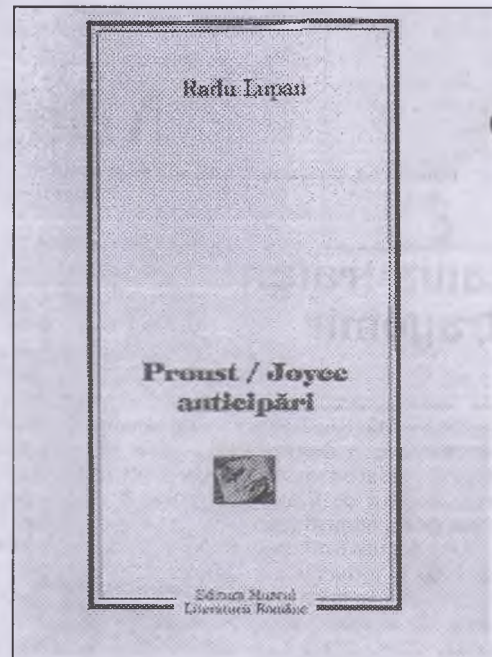 Radu Lupan
Proust / Joyce
anticipări
Editura Muzeul
Literaturii Române